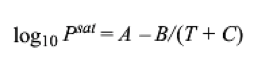 log₁₀ Pˢᵃᵗ = A – B/(T + C)